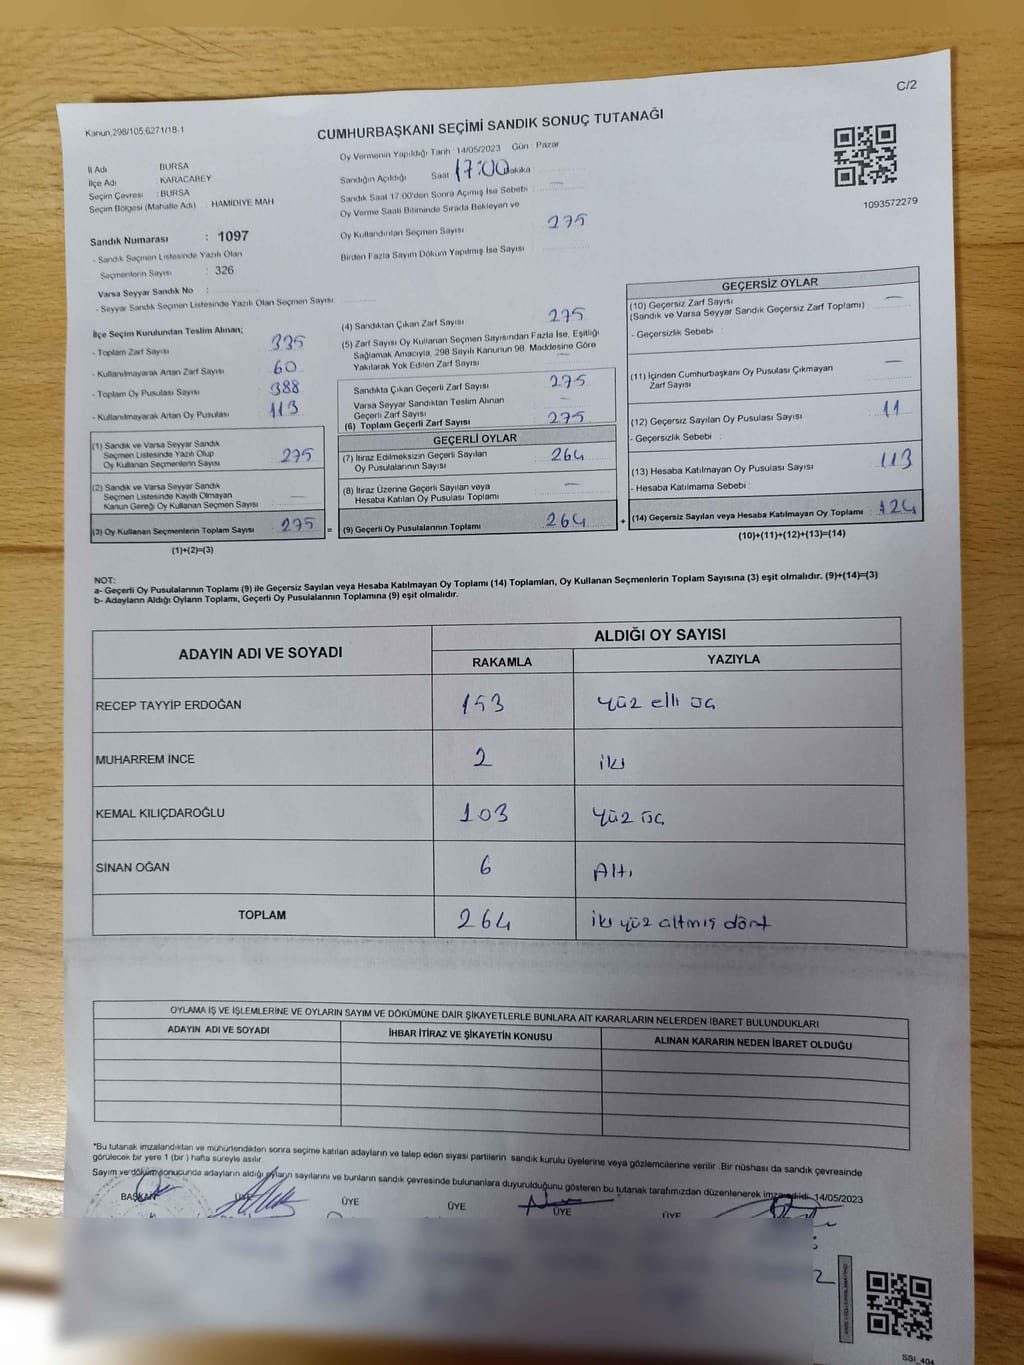 C/2
Kanun 298/105,6271/18-1
CUMHURBAŞKANI SEÇİMİ SANDIK SONUÇ TUTANAĞI
İl Adı BURSA
İlçe Adı KARACABEY
Seçim Çevresi : BURSA
Seçim Bölgesi (Mahalle Adı) : HAMİDİYE MAH
Sandık Numarası : 1097
- Sandık Seçmen Listesinde Yazılı Olan
Seçmenlerin Sayısı : 326
Varsa Seyyar Sandık No :
- Seyyar Sandık Seçmen Listesinde Yazılı Olan Seçmen Sayısı :
Oy Vermenin Yapıldığı Tarih : 14/05/2023 Gün : Pazar
Sandığın Açıldığı Saat 17:00 Dakika
Sandık Saat 17:00'den Sonra Açımış İse Sebebi : —
Oy Verme Saati Bitiminde Sırada Bekleyen ve
Oy Kullandırılan Seçmen Sayısı 275
Birden Fazla Sayım Döküm Yapılmış İse Sayısı
1093572279
İlçe Seçim Kurulundan Teslim Alınan;
- Toplam Zarf Sayısı 335
- Kullanılmayarak Artan Zarf Sayısı 60
- Toplam Oy Pusulası Sayısı 388
- Kullanılmayarak Artan Oy Pusulası 113
(1) Sandık ve Varsa Seyyar Sandık
Seçmen Listesinde Yazılı Olup
Oy Kullanan Seçmenlerin Sayısı 275
(2) Sandık ve Varsa Seyyar Sandık
Seçmen Listesinde Kayıtlı Olmayan
Kanun Gereği Oy Kullanan Seçmen Sayısı —
(3) Oy Kullanan Seçmenlerin Toplam Sayısı 275 =
(1)+(2)=(3)
(4) Sandıktan Çıkan Zarf Sayısı 275
(5) Zarf Sayısı Oy Kullanan Seçmen Sayısından Fazla İse, Eşitliği
Sağlamak Amacıyla, 298 Sayılı Kanunun 98. Maddesine Göre
Yakılarak Yok Edilen Zarf Sayısı —
Sandıkta Çıkan Geçerli Zarf Sayısı 275
Varsa Seyyar Sandıktan Teslim Alınan
Geçerli Zarf Sayısı —
(6) Toplam Geçerli Zarf Sayısı 275
GEÇERLİ OYLAR
(7) İtiraz Edilmeksizin Geçerli Sayılan
Oy Pusulalarının Sayısı 264
(8) İtiraz Üzerine Geçerli Sayılan veya
Hesaba Katılan Oy Pusulası Toplamı —
(9) Geçerli Oy Pusulalarının Toplamı 264 +
GEÇERSİZ OYLAR
(10) Geçersiz Zarf Sayısı —
(Sandık ve Varsa Seyyar Sandık Geçersiz Zarf Toplamı)
- Geçersizlik Sebebi :
(11) İçinden Cumhurbaşkanı Oy Pusulası Çıkmayan
Zarf Sayısı —
(12) Geçersiz Sayılan Oy Pusulası Sayısı 11
- Geçersizlik Sebebi :
(13) Hesaba Katılmayan Oy Pusulası Sayısı 113
- Hesaba Katılmama Sebebi :
(14) Geçersiz Sayılan veya Hesaba Katılmayan Oy Toplamı 124
(10)+(11)+(12)+(13)=(14)
NOT:
a- Geçerli Oy Pusulalarının Toplamı (9) ile Geçersiz Sayılan veya Hesaba Katılmayan Oy Toplamı (14) Toplamları, Oy Kullanan Seçmenlerin Toplam Sayısına (3) eşit olmalıdır. (9)+(14)=(3)
b- Adayların Aldığı Oyların Toplamı, Geçerli Oy Pusulalarının Toplamına (9) eşit olmalıdır.
ADAYIN ADI VE SOYADI ALDIĞI OY SAYISI
RAKAMLA YAZIYLA
RECEP TAYYİP ERDOĞAN 153 Yüz elli üç
MUHARREM İNCE 2 iki
KEMAL KILIÇDAROĞLU 103 Yüz üç
SİNAN OĞAN 6 Altı
TOPLAM 264 iki yüz altmış dört
OYLAMA İŞ VE İŞLEMLERİNE VE OYLARIN SAYIM VE DÖKÜMÜNE DAİR ŞİKAYETLERLE BUNLARA AİT KARARLARIN NELERDEN İBARET BULUNDUKLARI
ADAYIN ADI VE SOYADI İHBAR İTİRAZ VE ŞİKAYETİN KONUSU ALINAN KARARIN NEDEN İBARET OLDUĞU
*Bu tutanak imzalandıktan ve mühürlendikten sonra seçime katılan adayların ve talep eden siyasi partilerin sandık kurulu üyelerine veya gözlemcilerine verilir .Bir nüshası da sandık çevresinde
görülecek bir yere 1 (bir ) hafta süreyle asılır.
Sayım ve döküm sonucunda adayların aldığı oyların sayılarını ve bunların sandık çevresinde bulunanlara duyurulduğunu gösteren bu tutanak tarafımızdan düzenlenerek imza edildi. 14/05/2023
BAŞKAN ÜYE ÜYE ÜYE ÜYE ÜYE
SSI_404